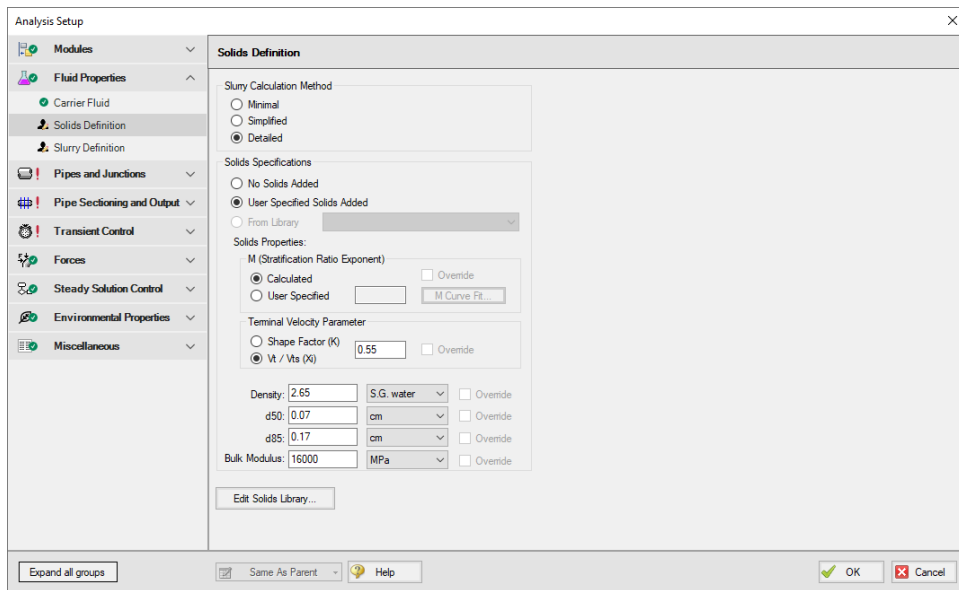 Analysis Setup
Modules
Fluid Properties
Carrier Fluid
Solids Definition
Slurry Definition
Pipes and Junctions
Pipe Sectioning and Output
Transient Control
Forces
Steady Solution Control
Environmental Properties
Miscellaneous
Solids Definition
Slurry Calculation Method
Minimal
Simplified
Detailed
Solids Specifications
No Solids Added
User Specified Solids Added
From Library
Solids Properties:
M (Stratification Ratio Exponent)
Calculated
Override
User Specified
M Curve Fit...
Terminal Velocity Parameter
Shape Factor (K)
Vt / Vts (Xi)
0.55
Override
Density: 2.65 S.G. water Override
d50: 0.07 cm Override
d85: 0.17 cm Override
Bulk Modulus: 16000 MPa Override
Edit Solids Library...
Expand all groups
Same As Parent
Help
OK
Cancel